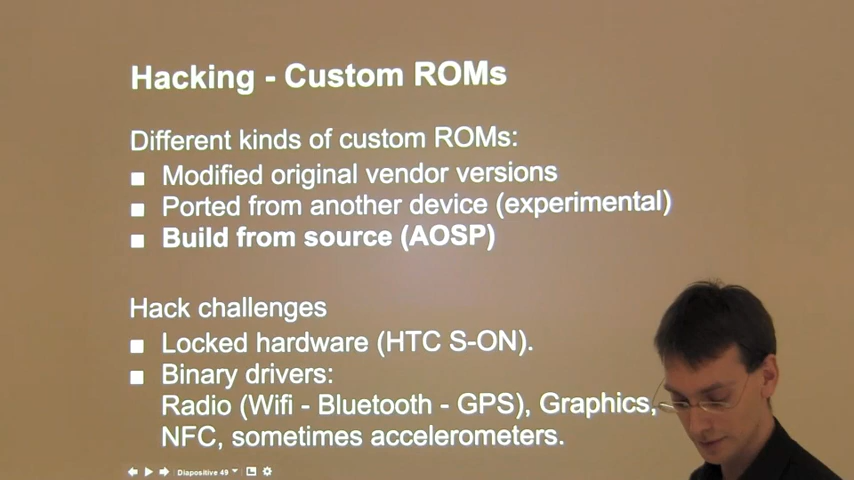 Hacking - Custom ROMs
Different kinds of custom ROMs:
■ Modified original vendor versions
■ Ported from another device (experimental)
■ Build from source (AOSP)
Hack challenges
■ Locked hardware (HTC S-ON).
■ Binary drivers:
Radio (Wifi - Bluetooth - GPS), Graphics,
NFC, sometimes accelerometers.
Diapositive 49